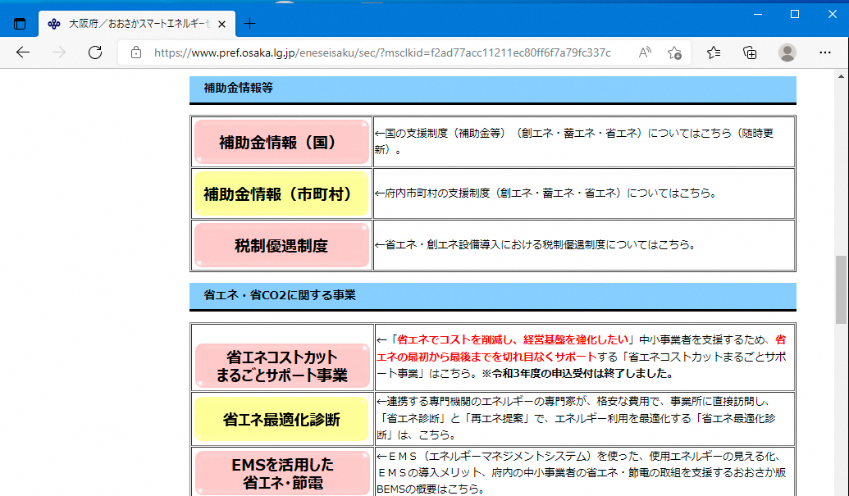 大阪府／おおさかスマートエネルギーセ
https://www.pref.osaka.lg.jp/eneseisaku/sec/?msclkid=f2ad77acc11211ec80ff6f7a79fc337c
補助金情報等
補助金情報（国）
←国の支援制度（補助金等）（創エネ・蓄エネ・省エネ）についてはこちら（随時更
新）。
補助金情報（市町村）
←府内市町村の支援制度（創エネ・蓄エネ・省エネ）についてはこちら。
税制優遇制度
←省エネ・創エネ設備導入における税制優遇制度についてはこちら。
省エネ・省CO2に関する事業
省エネコストカット
まるごとサポート事業
←「省エネでコストを削減し、経営基盤を強化したい」中小事業者を支援するため、省
エネの最初から最後までを切れ目なくサポートする「省エネコストカットまるごとサポ
ート事業」はこちら。※令和3年度の申込受付は終了しました。
省エネ最適化診断
←連携する専門機関のエネルギーの専門家が、格安な費用で、事業所に直接訪問し、
「省エネ診断」と「再エネ提案」で、エネルギー利用を最適化する「省エネ最適化診
断」は、こちら。
EMSを活用した
省エネ・節電
←ＥＭＳ（エネルギーマネジメントシステム）を使った、使用エネルギーの見える化、
ＥＭＳの導入メリット、府内の中小事業者の省エネ・節電の取組を支援するおおさか版
BEMSの概要はこちら。